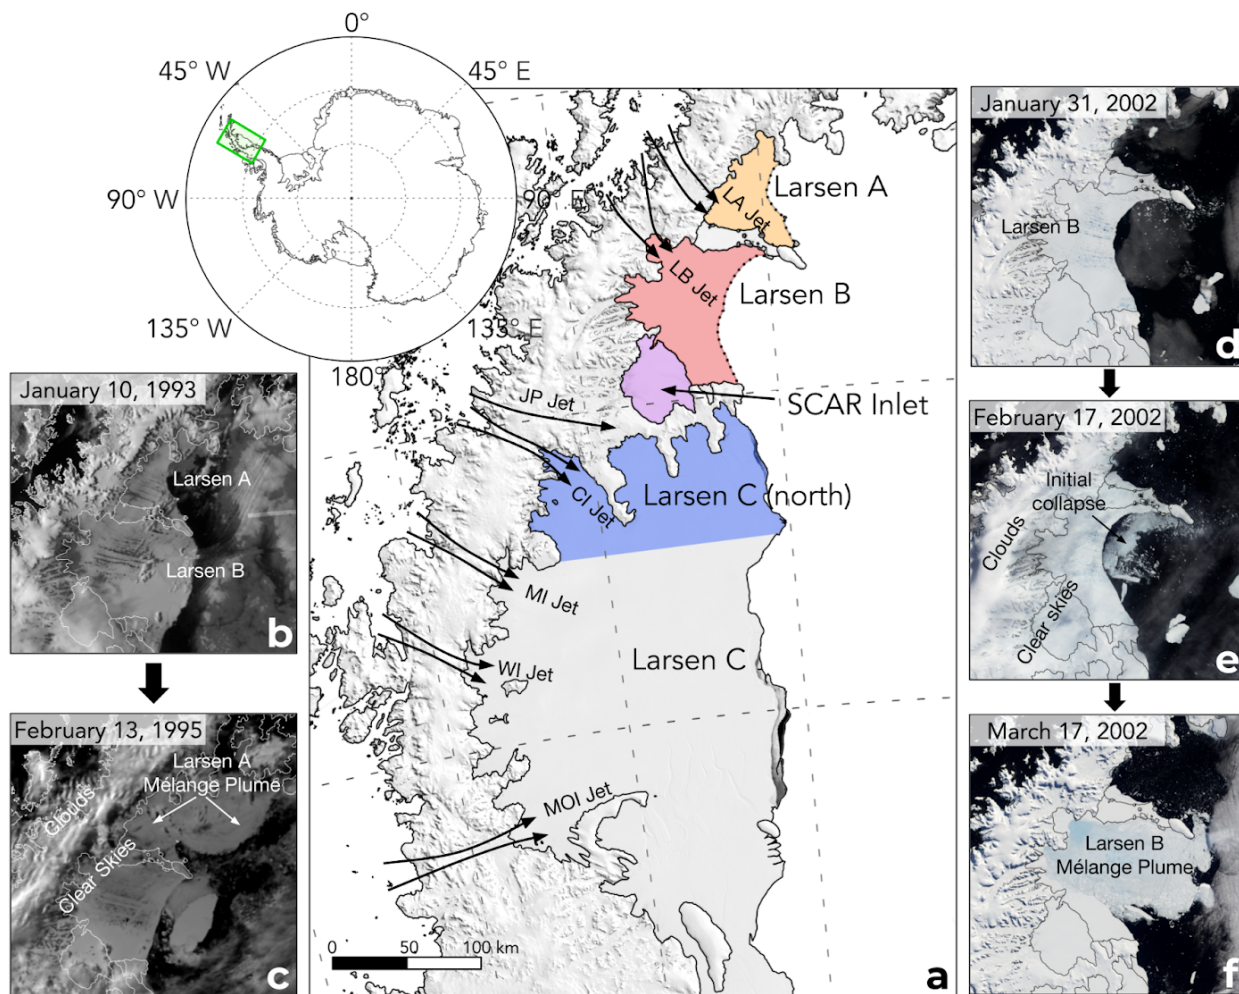 0°
45° W
45° E
90° W
90° E
135° W
135° E
180°
January 10, 1993
Larsen A
Larsen B
b
February 13, 1995
Larsen A
Mélange Plume
Clouds
Clear Skies
c
LA Jet
Larsen A
LB Jet
Larsen B
SCAR Inlet
JP Jet
CI Jet
Larsen C (north)
MI Jet
WI Jet
Larsen C
MOI Jet
0 50 100 km
a
January 31, 2002
Larsen B
d
February 17, 2002
Initial
collapse
Clouds
Clear skies
e
March 17, 2002
Larsen B
Mélange Plume
f